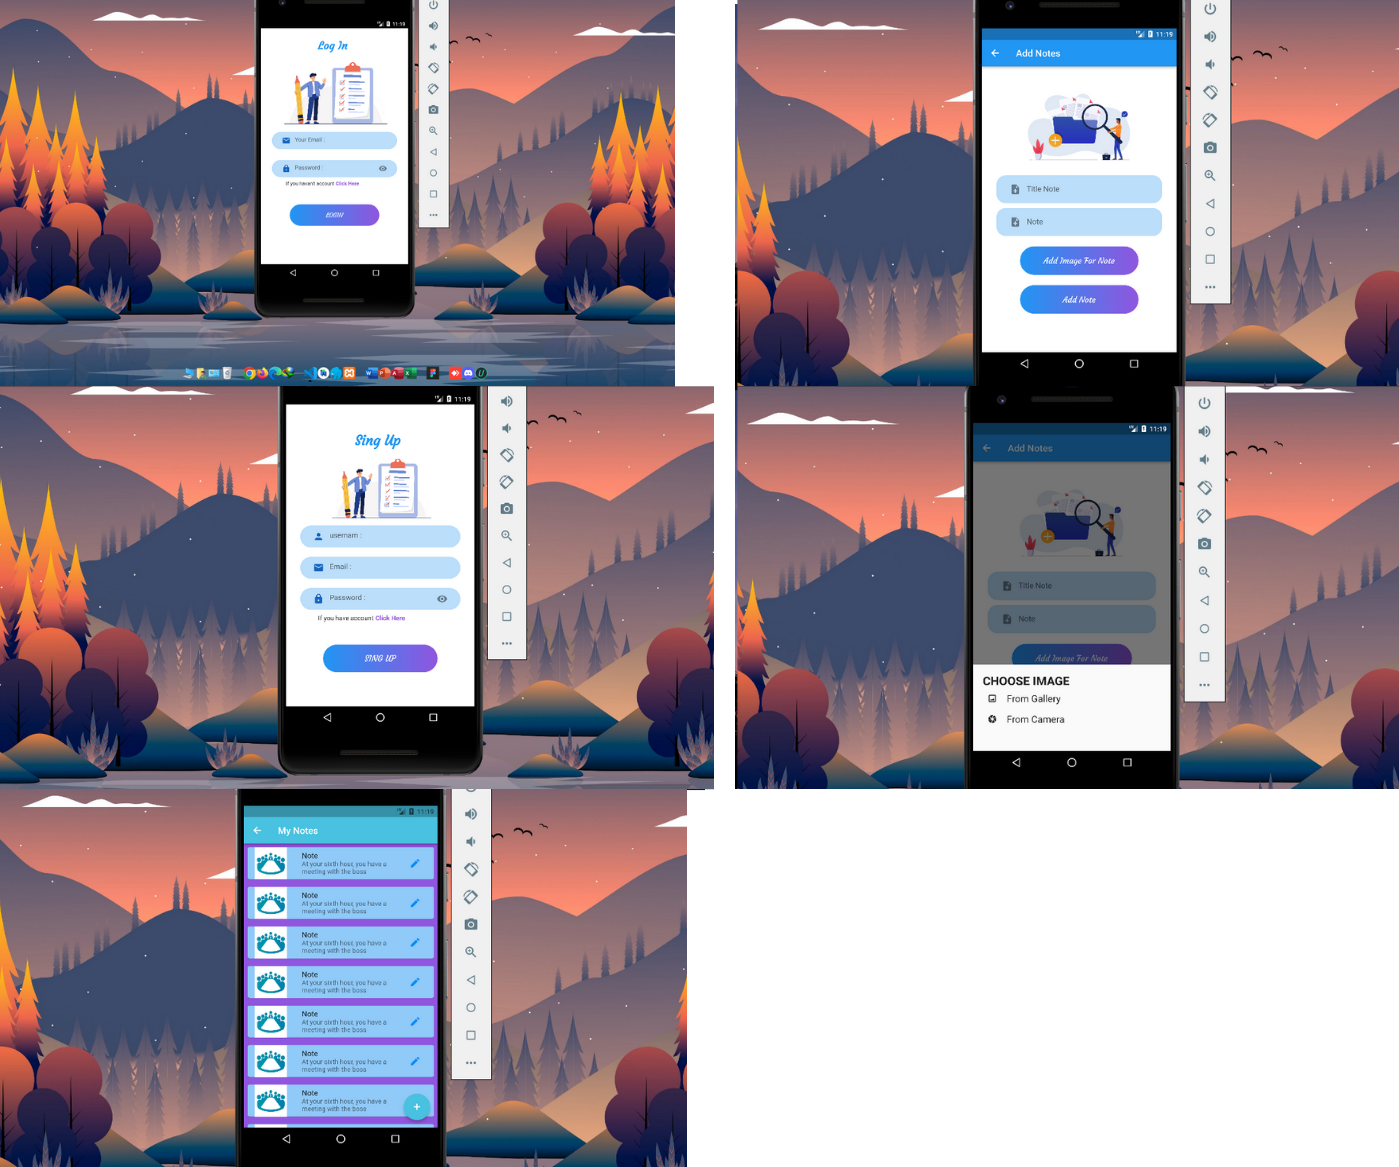 11:19
Log In
Your Email :
Password :
If you havent account Click Here
LOGIN
11:19
Add Notes
Title Note
Note
Add Image For Note
Add Note
11:19
Sing Up
usernam :
Email :
Password :
If you have account Click Here
SING UP
11:19
Add Notes
Title Note
Note
Add Image For Note
CHOOSE IMAGE
From Gallery
From Camera
11:19
My Notes
Note
At your sixth hour, you have a
meeting with the boss
Note
At your sixth hour, you have a
meeting with the boss
Note
At your sixth hour, you have a
meeting with the boss
Note
At your sixth hour, you have a
meeting with the boss
Note
At your sixth hour, you have a
meeting with the boss
Note
At your sixth hour, you have a
meeting with the boss
Note
At your sixth hour, you have a
meeting with the boss